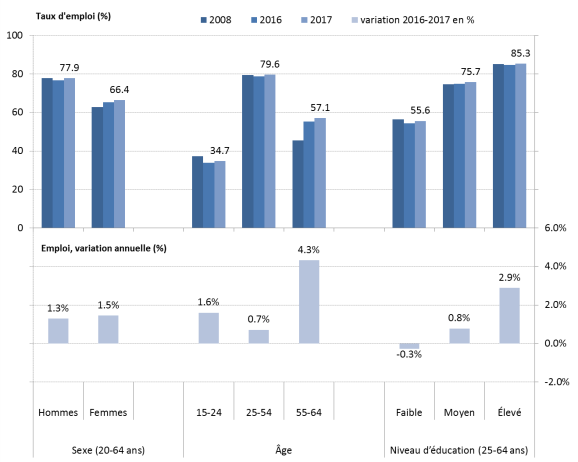 Taux d'emploi (%)
2008 2016 2017 variation 2016-2017 en %
100
80
60
40
20
0
77.9 66.4 34.7 79.6 57.1 55.6 75.7 85.3
Emploi, variation annuelle (%)
6.0%
4.0%
2.0%
0.0%
-2.0%
1.3% 1.5% 1.6% 0.7% 4.3% -0.3% 0.8% 2.9%
Hommes Femmes 15-24 25-54 55-64 Faible Moyen Élevé
Sexe (20-64 ans) Âge Niveau d'éducation (25-64 ans)